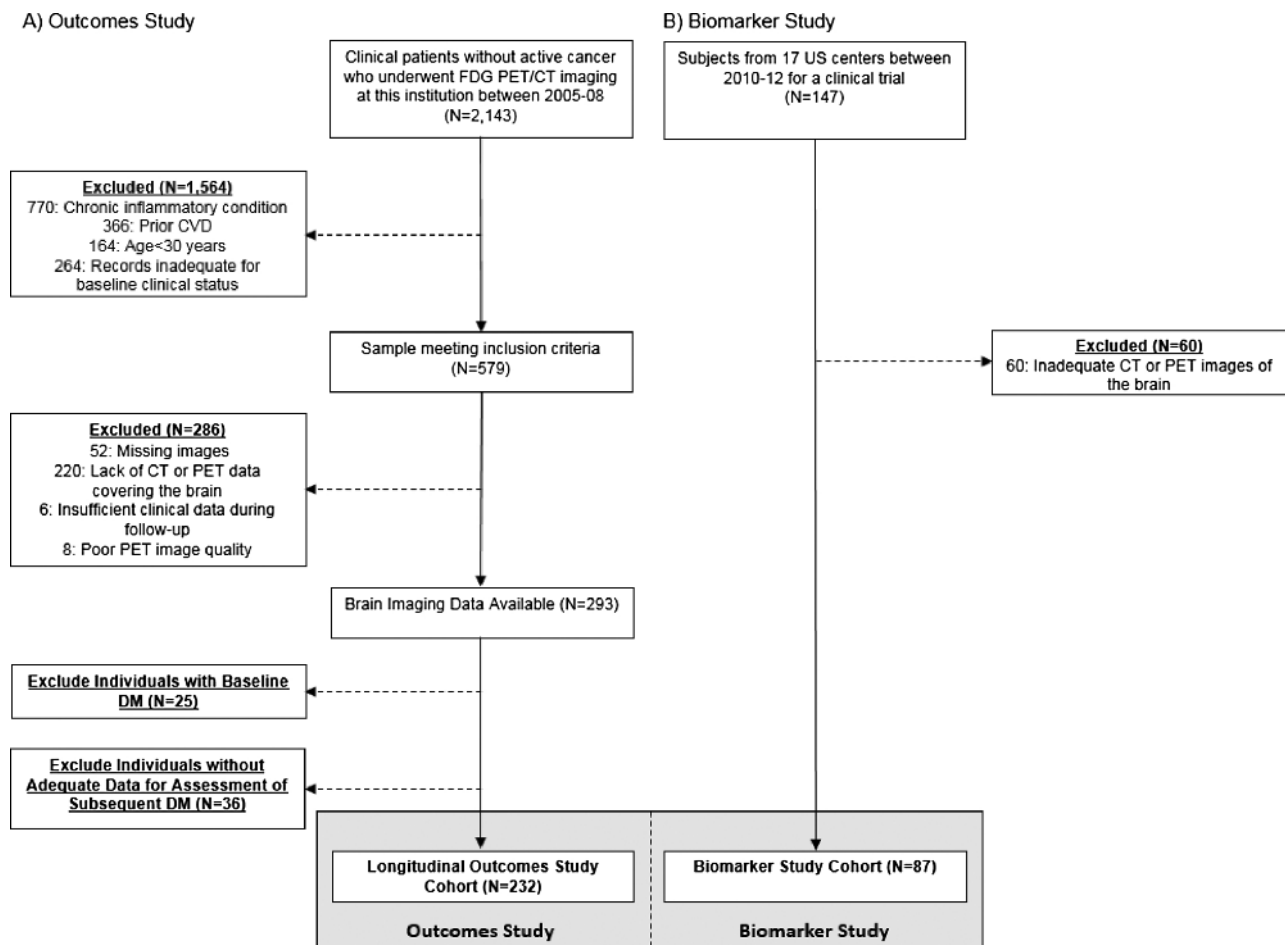 A) Outcomes Study
B) Biomarker Study
Clinical patients without active cancer
who underwent FDG PET/CT imaging
at this institution between 2005-08
(N=2,143)
Subjects from 17 US centers between
2010-12 for a clinical trial
(N=147)
Excluded (N=1,564)
770: Chronic inflammatory condition
366: Prior CVD
164: Age<30 years
264: Records inadequate for
baseline clinical status
Sample meeting inclusion criteria
(N=579)
Excluded (N=60)
60: Inadequate CT or PET images of
the brain
Excluded (N=286)
52: Missing images
220: Lack of CT or PET data
covering the brain
6: Insufficient clinical data during
follow-up
8: Poor PET image quality
Brain Imaging Data Available (N=293)
Exclude Individuals with Baseline
DM (N=25)
Exclude Individuals without
Adequate Data for Assessment of
Subsequent DM (N=36)
Longitudinal Outcomes Study
Cohort (N=232)
Biomarker Study Cohort (N=87)
Outcomes Study
Biomarker Study